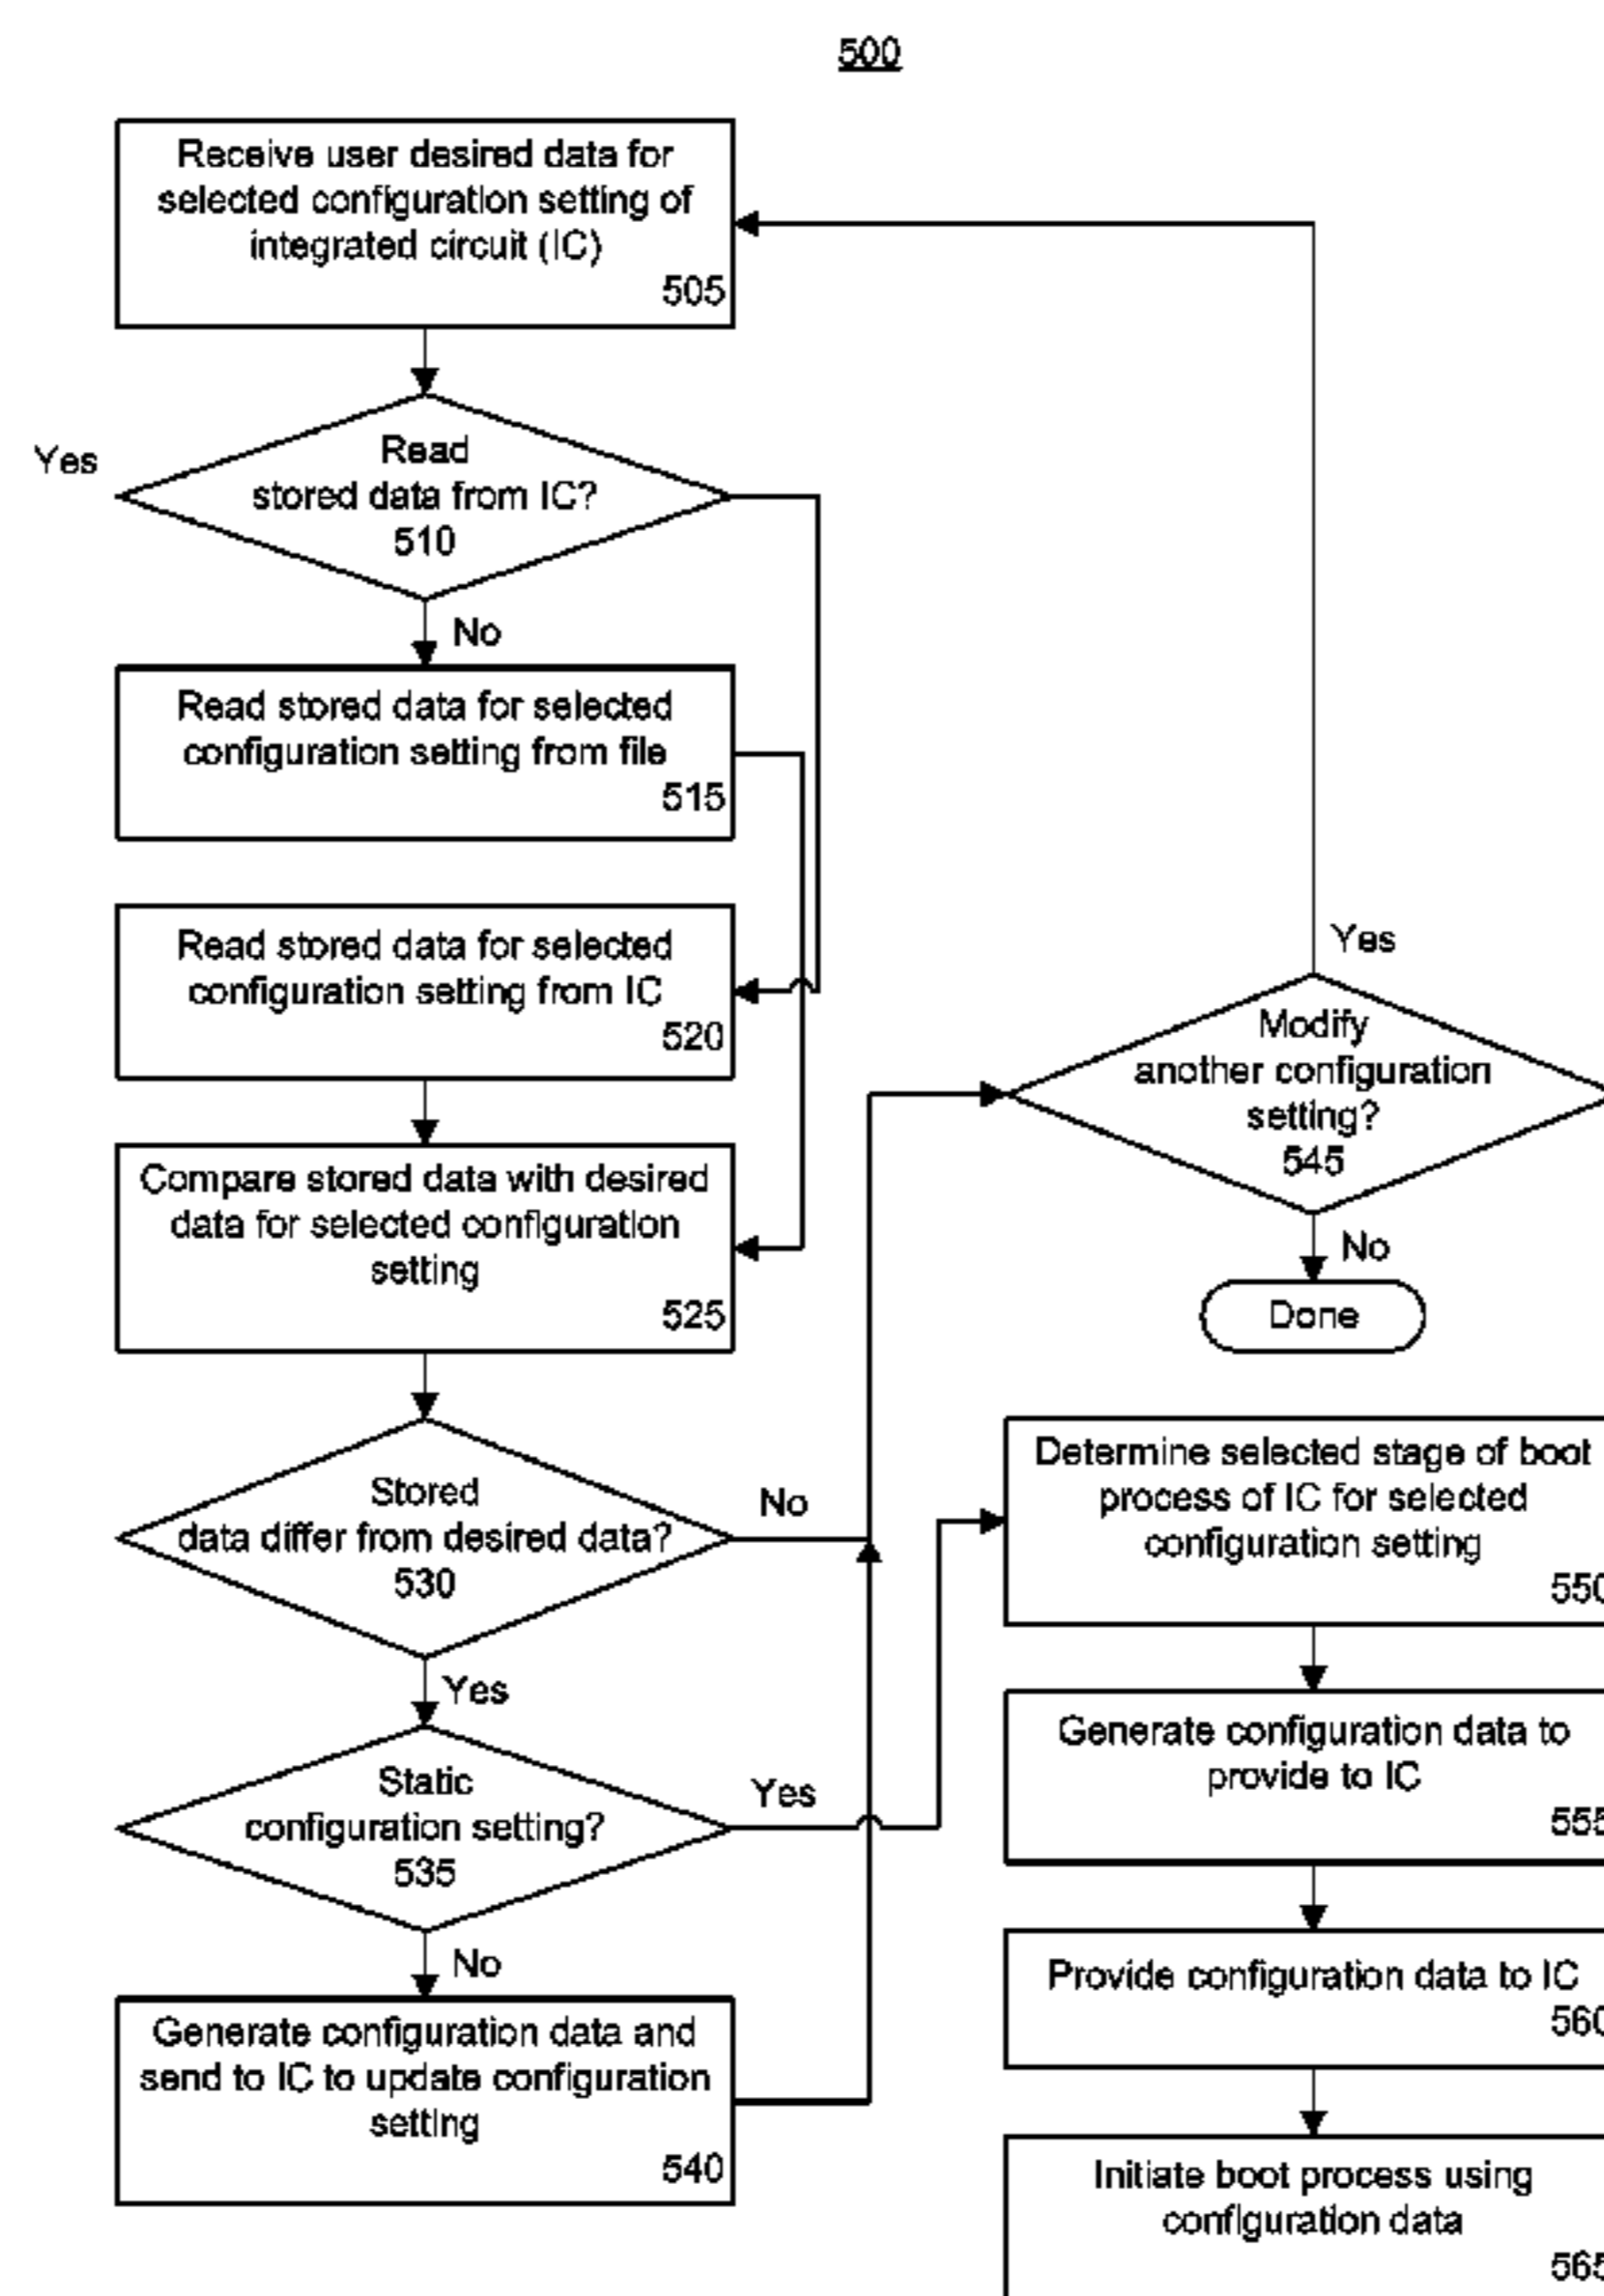 500
Receive user desired data for
selected configuration setting of
integrated circuit (IC)
505
Yes
Read
stored data from IC?
510
No
Read stored data for selected
configuration setting from file
515
Read stored data for selected
configuration setting from IC
520
Compare stored data with desired
data for selected configuration
setting
525
Stored
data differ from desired data?
530
No
Yes
Static
configuration setting?
535
Yes
No
Generate configuration data and
send to IC to update configuration
setting
540
Yes
Modify
another configuration
setting?
545
No
Done
Determine selected stage of boot
process of IC for selected
configuration setting
550
Generate configuration data to
provide to IC
555
Provide configuration data to IC
560
Initiate boot process using
configuration data
565